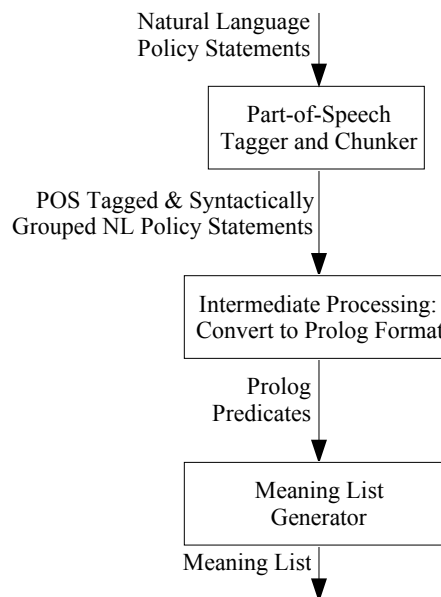 Natural Language
Policy Statements
Part-of-Speech
Tagger and Chunker
POS Tagged & Syntactically
Grouped NL Policy Statements
Intermediate Processing:
Convert to Prolog Format
Prolog
Predicates
Meaning List
Generator
Meaning List